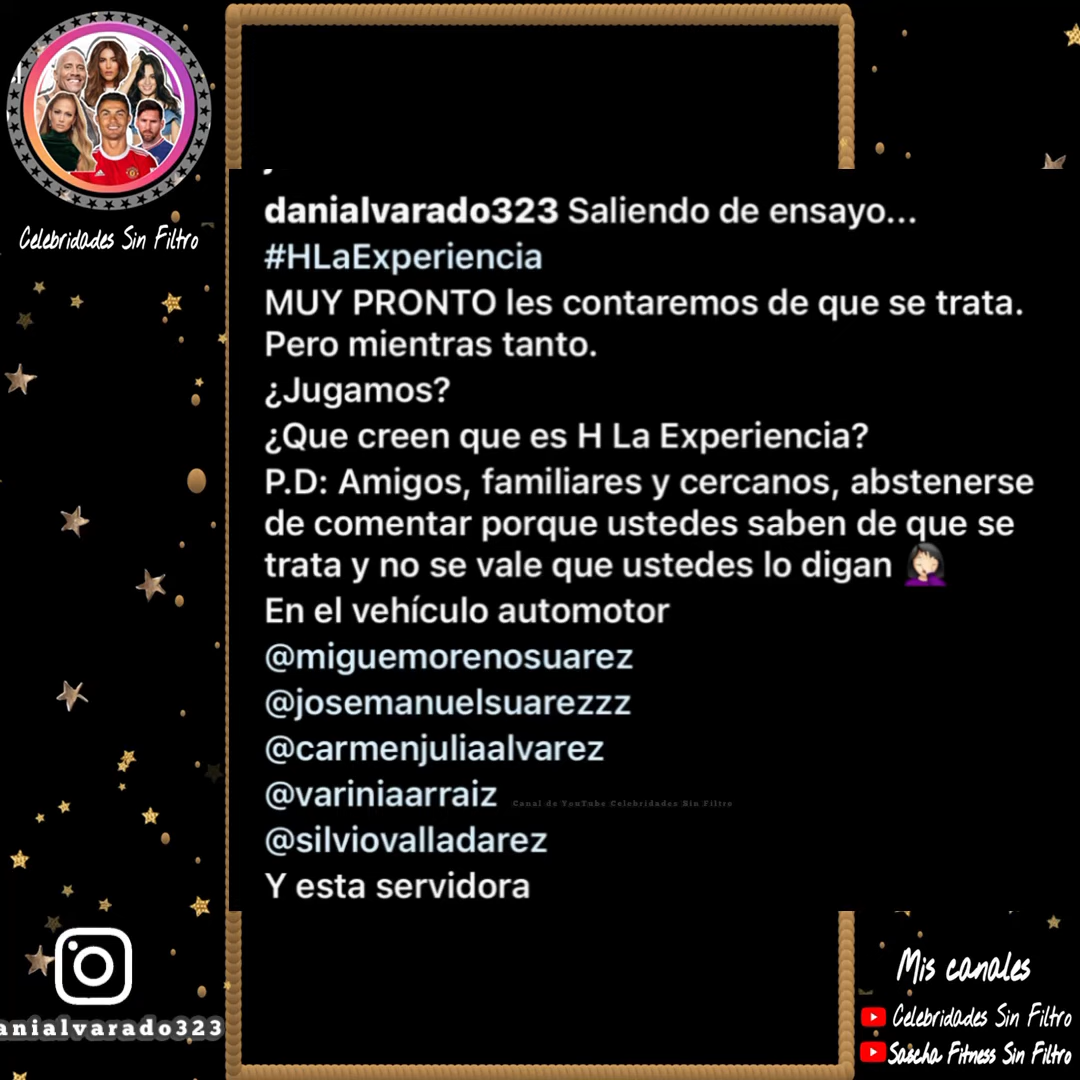 Celebridades Sin Filtro
danialvarado323 Saliendo de ensayo...
#HLaExperiencia
MUY PRONTO les contaremos de que se trata.
Pero mientras tanto.
¿Jugamos?
¿Que creen que es H La Experiencia?
P.D: Amigos, familiares y cercanos, abstenerse
de comentar porque ustedes saben de que se
trata y no se vale que ustedes lo digan 🤦🏻‍♀️
En el vehículo automotor
@miguemorenosuarez
@josemanuelsuarezzz
@carmenjuliaalvarez
@variniaarraiz
Canal de YouTube Celebridades Sin Filtro
@silviovalladarez
Y esta servidora
anialvarado323
Mis canales
Celebridades Sin Filtro
Sascha Fitness Sin Filtro